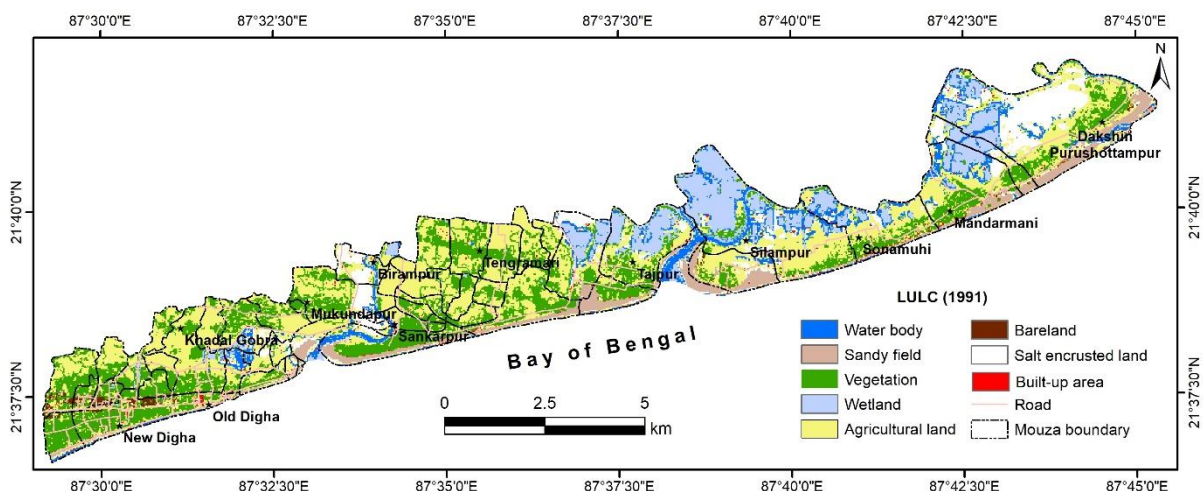 87°30'0"E 87°32'30"E 87°35'0"E 87°37'30"E 87°40'0"E 87°42'30"E 87°45'0"E
N
Dakshin
Purushottampur
21°40'0"N
21°40'0"N
Mandarmani
Silampur
Sonamuhi
Tengramari
Birampur
Tajpur
LULC (1991)
Mukundapur
Sankarpur
Khadal Gobra
Bay of Bengal
Water body
Sandy field
Vegetation
Wetland
Agricultural land
Bareland
Salt encrusted land
Built-up area
Road
Mouza boundary
21°37'30"N
21°37'30"N
Old Digha
New Digha
0 2.5 5
km
87°30'0"E 87°32'30"E 87°35'0"E 87°37'30"E 87°40'0"E 87°42'30"E 87°45'0"E